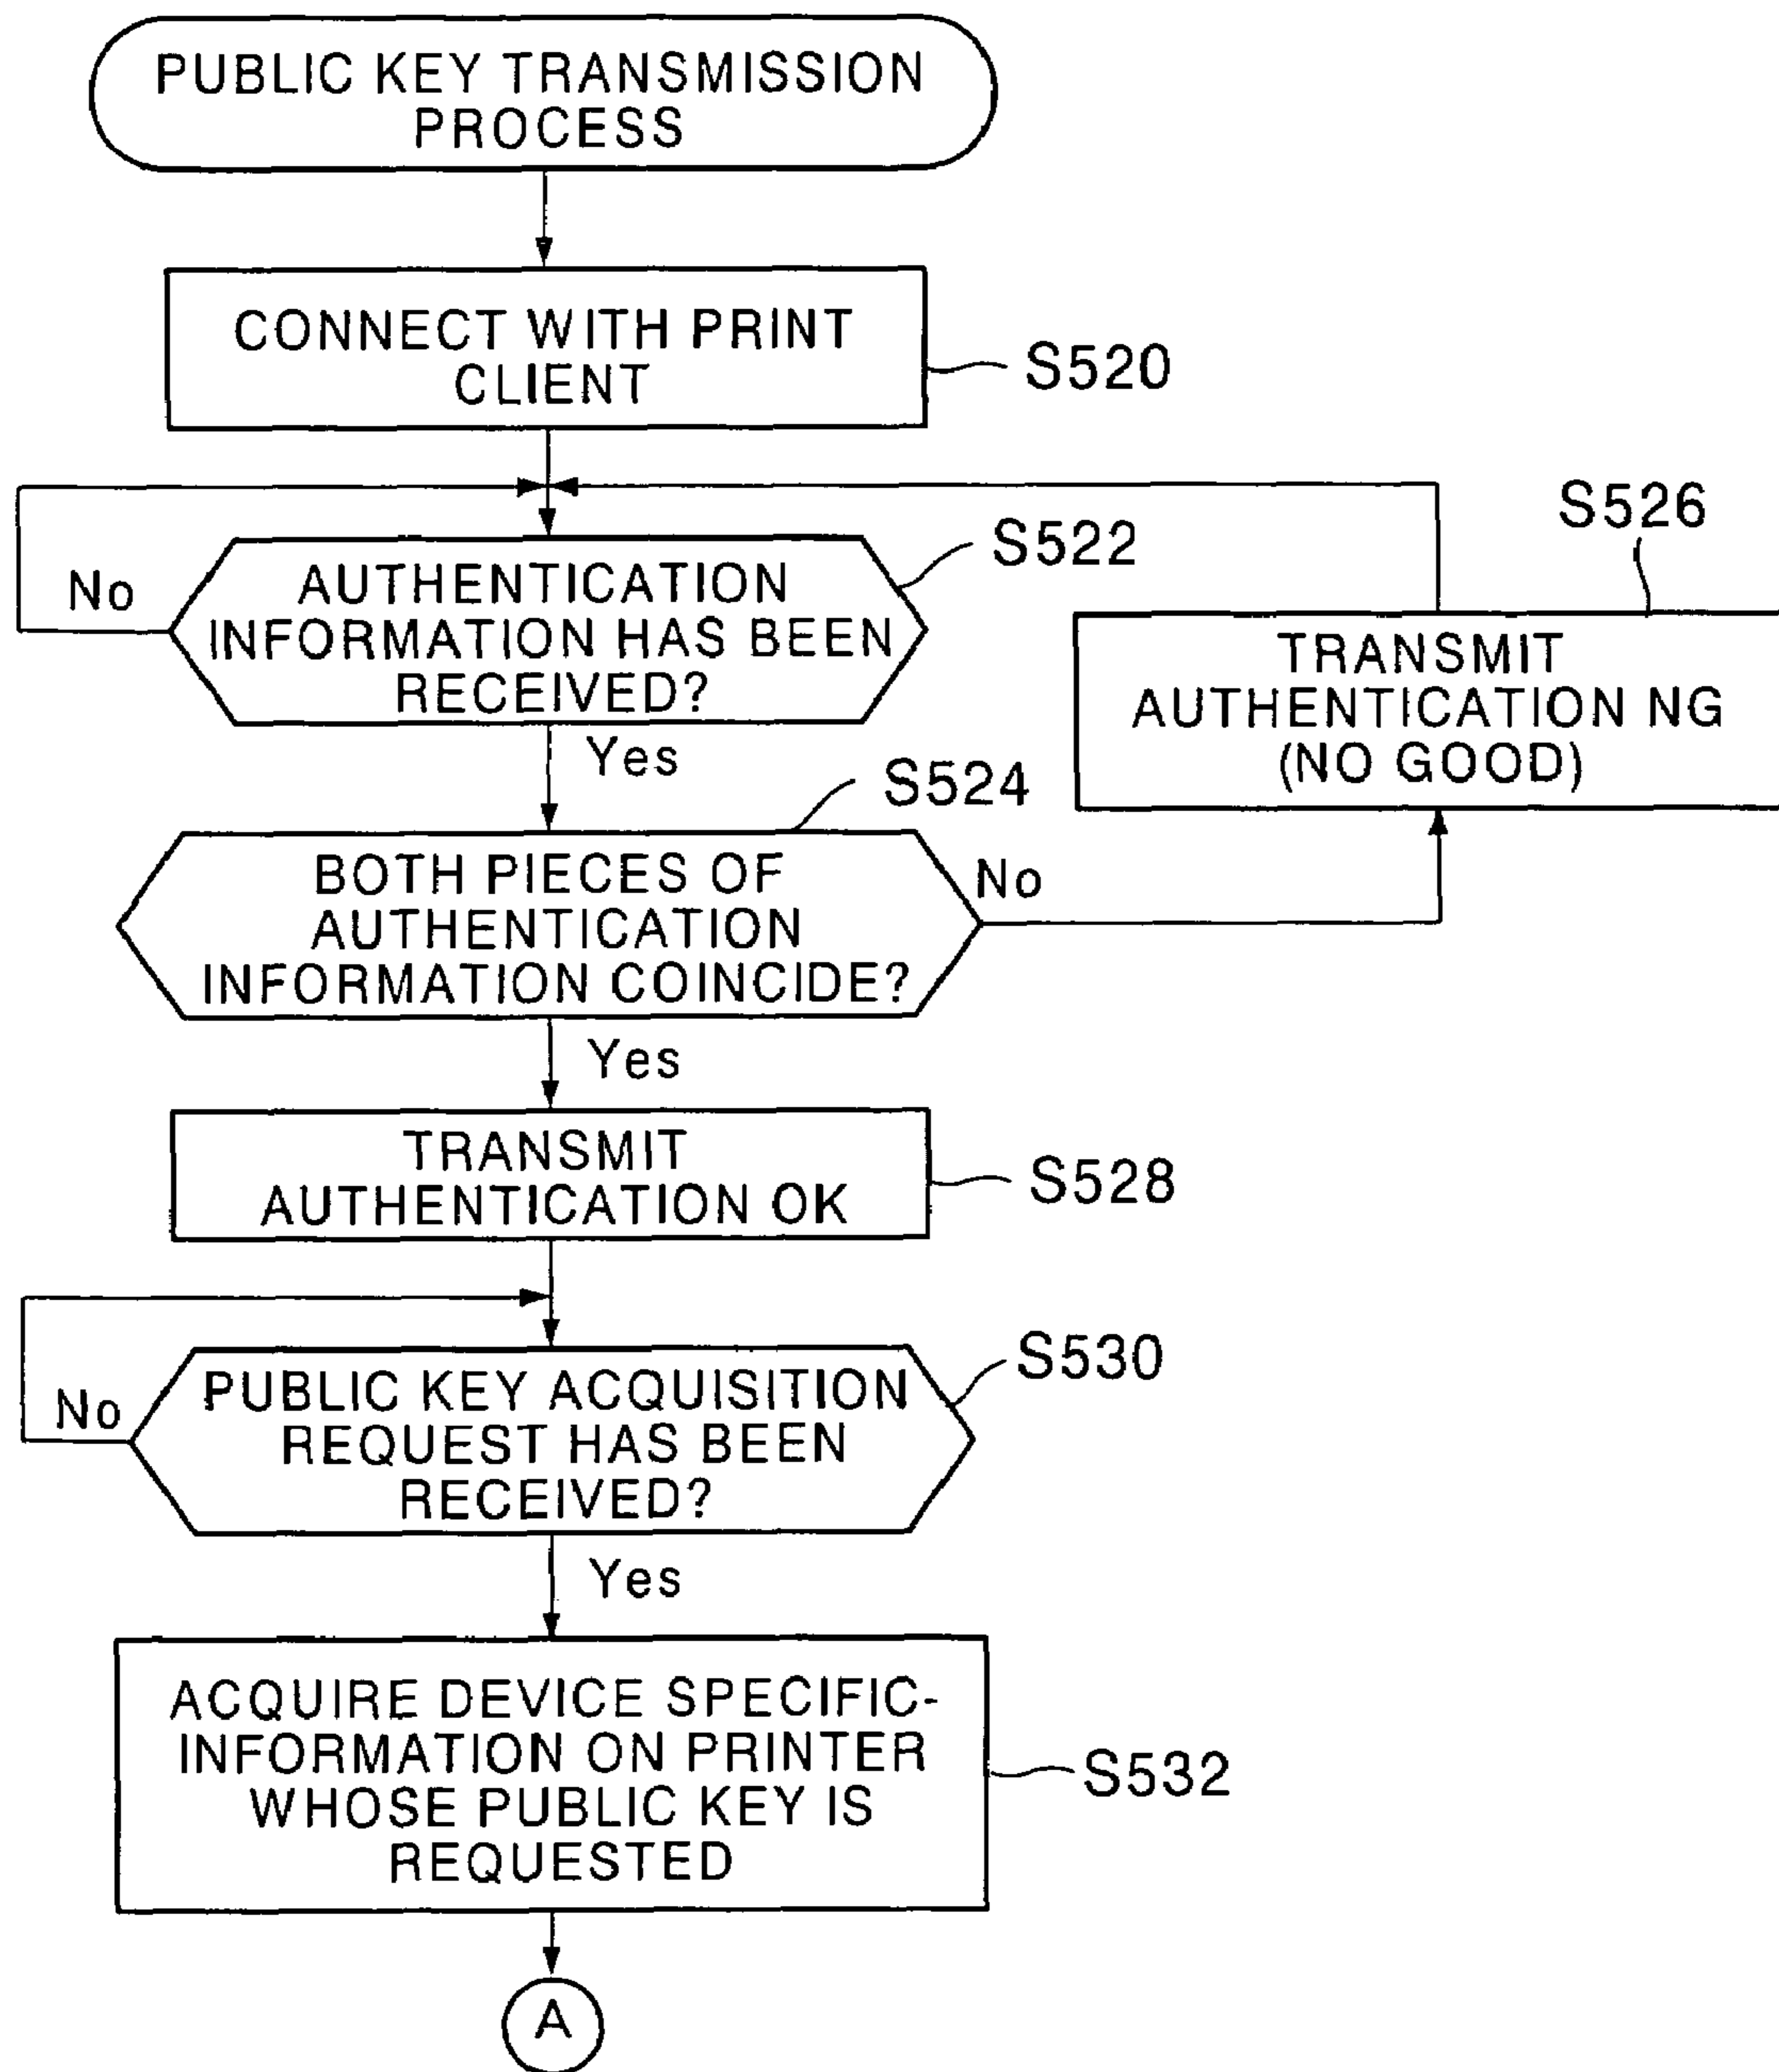 PUBLIC KEY TRANSMISSION
PROCESS
CONNECT WITH PRINT
CLIENT
S520
S526
S522
No
AUTHENTICATION
INFORMATION HAS BEEN
RECEIVED?
TRANSMIT
AUTHENTICATION NG
(NO GOOD)
Yes
S524
BOTH PIECES OF
AUTHENTICATION
INFORMATION COINCIDE?
No
Yes
TRANSMIT
AUTHENTICATION OK
S528
S530
No
PUBLIC KEY ACQUISITION
REQUEST HAS BEEN
RECEIVED?
Yes
ACQUIRE DEVICE SPECIFIC-
INFORMATION ON PRINTER
WHOSE PUBLIC KEY IS
REQUESTED
S532
A